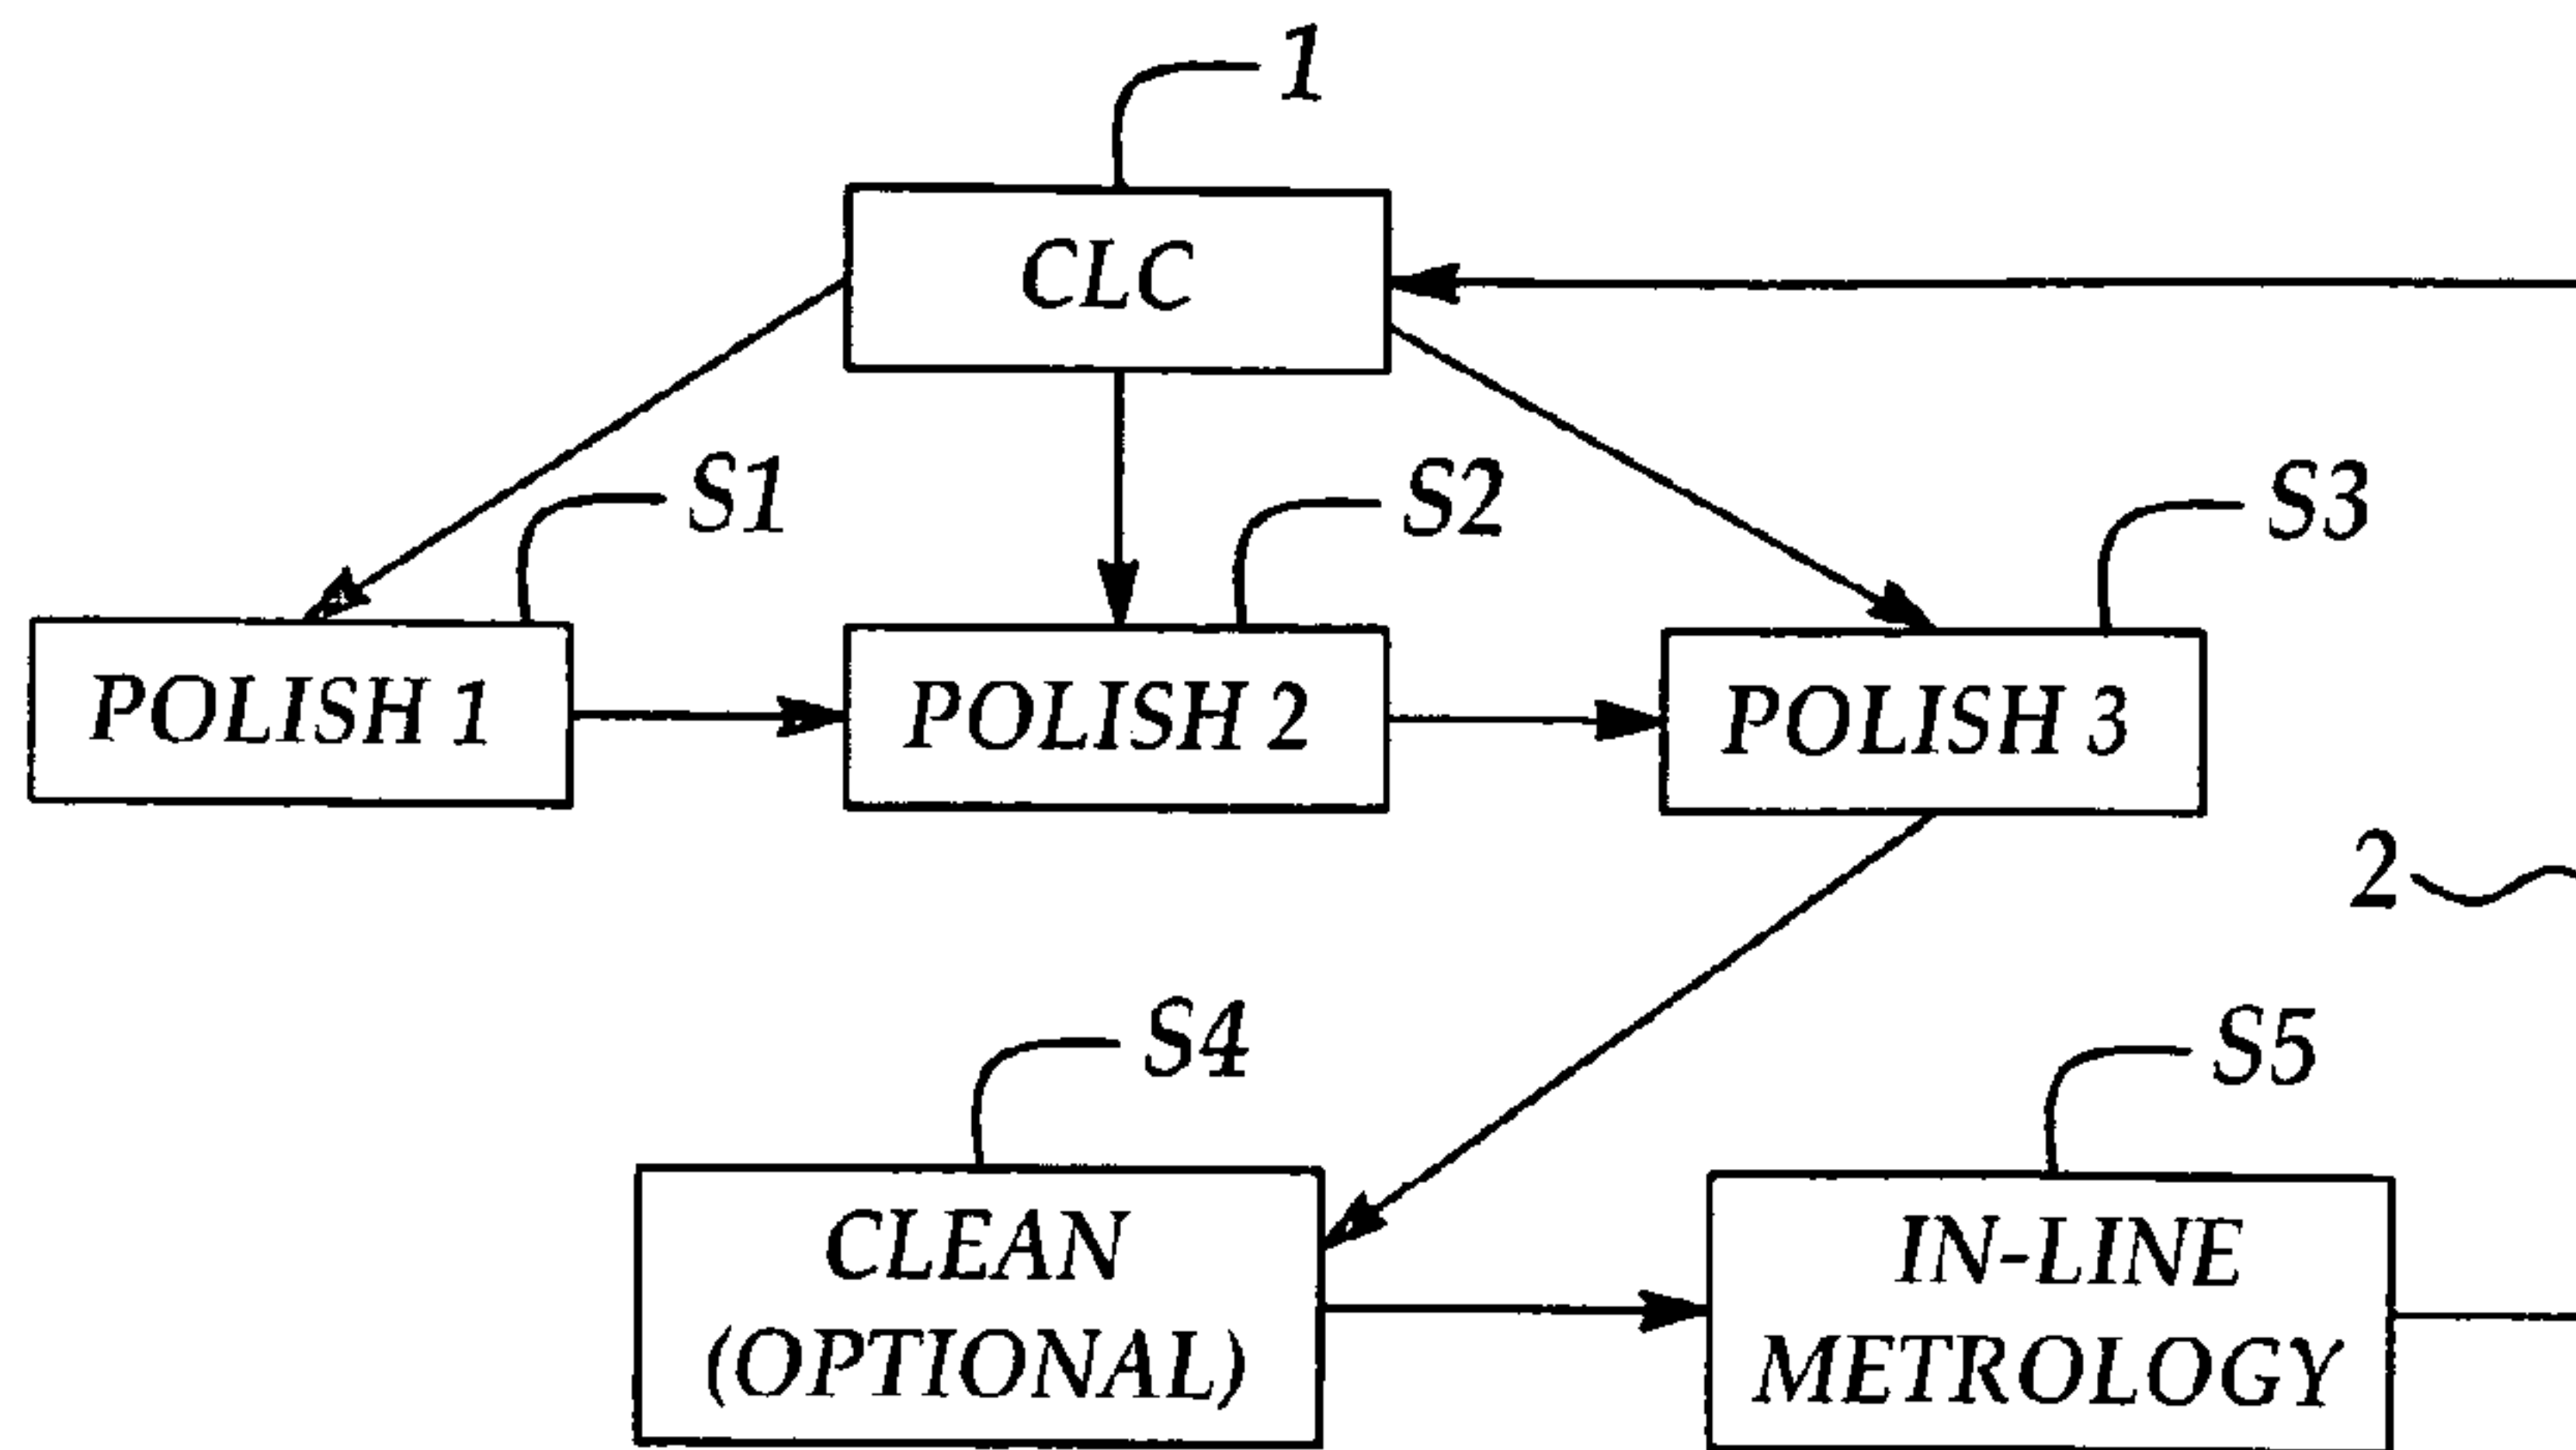 1
CLC
S1
S2
S3
POLISH 1
POLISH 2
POLISH 3
2
S4
S5
CLEAN
(OPTIONAL)
IN-LINE
METROLOGY